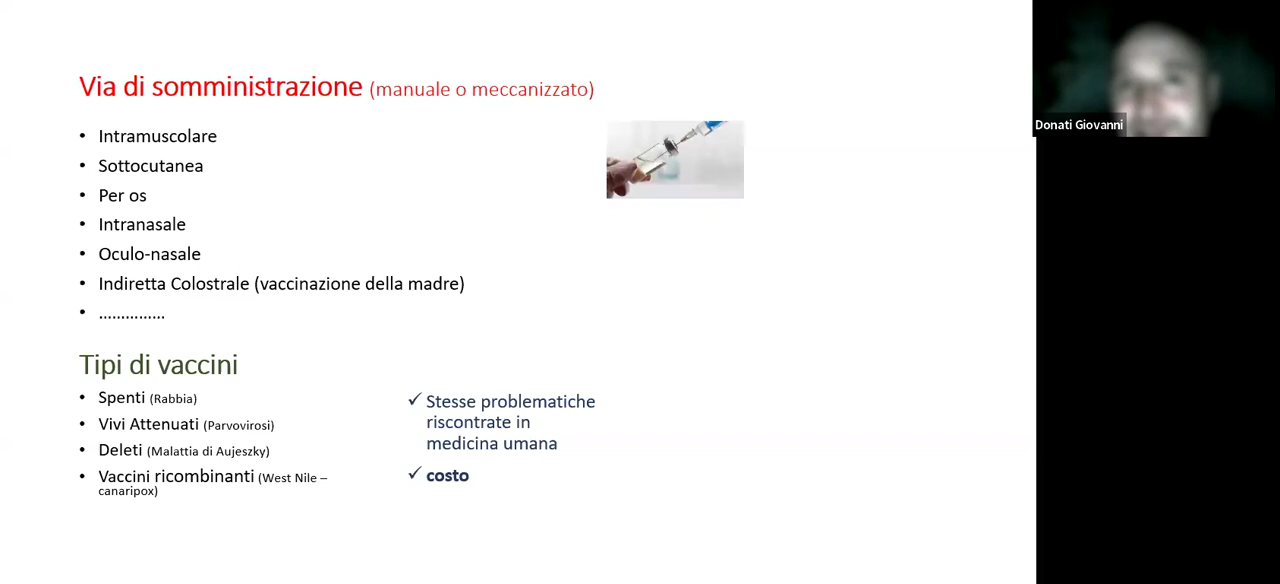 Via di somministrazione (manuale o meccanizzato)
• Intramuscolare
• Sottocutanea
• Per os
• Intranasale
• Oculo-nasale
• Indiretta Colostrale (vaccinazione della madre)
• ...............
Tipi di vaccini
• Spenti (Rabbia)
• Vivi Attenuati (Parvovirosi)
• Deleti (Malattia di Aujeszky)
• Vaccini ricombinanti (West Nile –
canaripox)
✓ Stesse problematiche
riscontrate in
medicina umana
✓ costo
Donati Giovanni